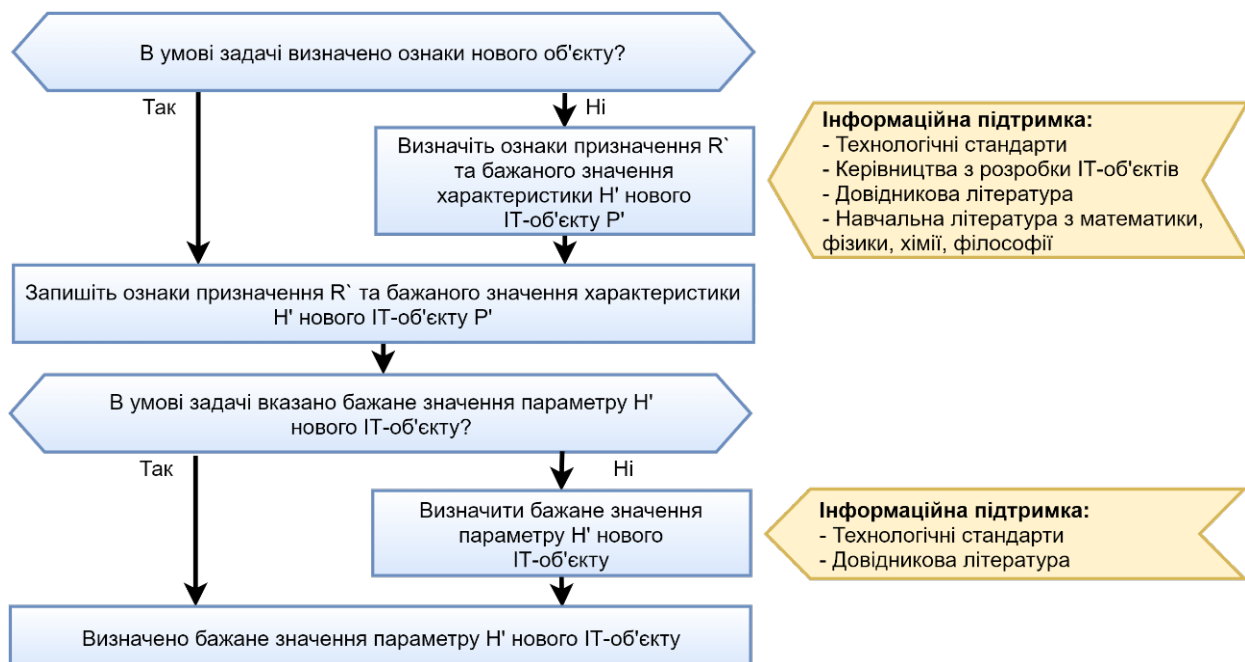 В умові задачі визначено ознаки нового об'єкту?
Так
Ні
Визначіть ознаки призначення R`
та бажаного значення
характеристики H' нового
ІТ-об'єкту P'
Інформаційна підтримка:
- Технологічні стандарти
- Керівництва з розробки ІТ-об'єктів
- Довідникова література
- Навчальна література з математики,
фізики, хімії, філософії
Запишіть ознаки призначення R` та бажаного значення характеристики
H' нового ІТ-об'єкту P'
В умові задачі вказано бажане значення параметру H'
нового ІТ-об'єкту?
Так
Ні
Визначити бажане значення
параметру H' нового
ІТ-об'єкту
Інформаційна підтримка:
- Технологічні стандарти
- Довідникова література
Визначено бажане значення параметру H' нового ІТ-об'єкту